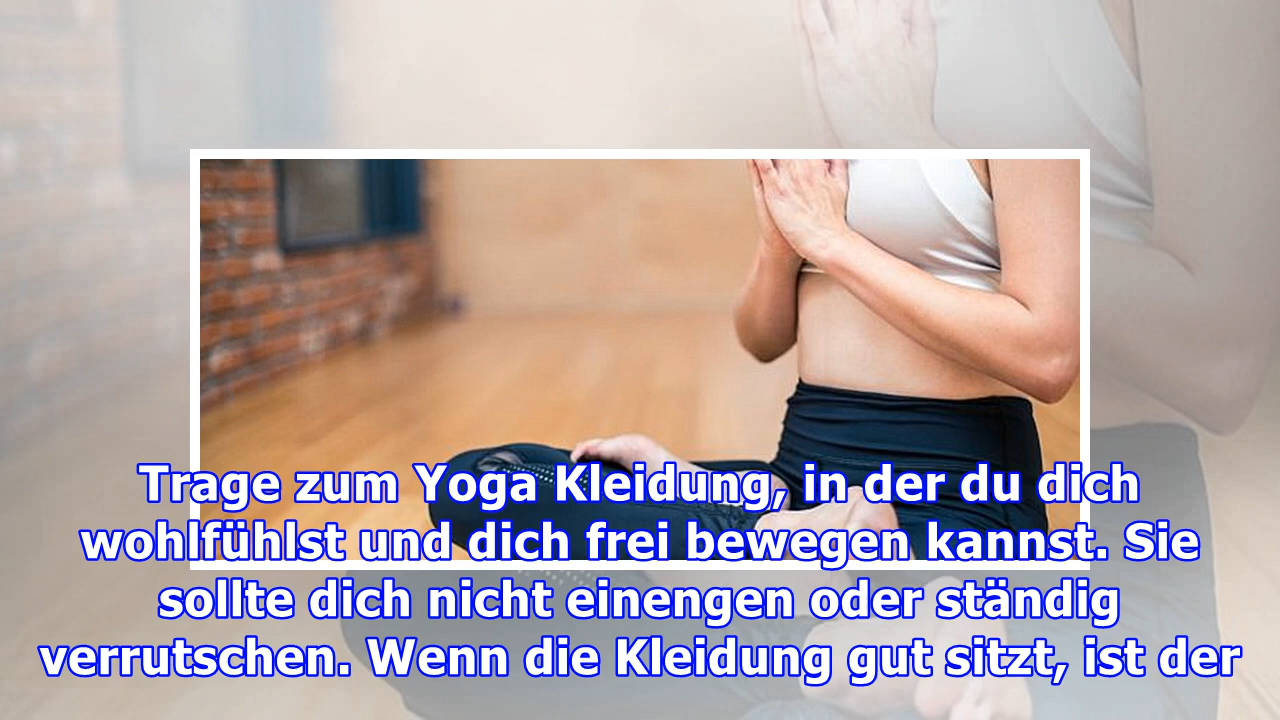 Trage zum Yoga Kleidung, in der du dich
wohlfühlst und dich frei bewegen kannst. Sie
sollte dich nicht einengen oder ständig
verrutschen. Wenn die Kleidung gut sitzt, ist der